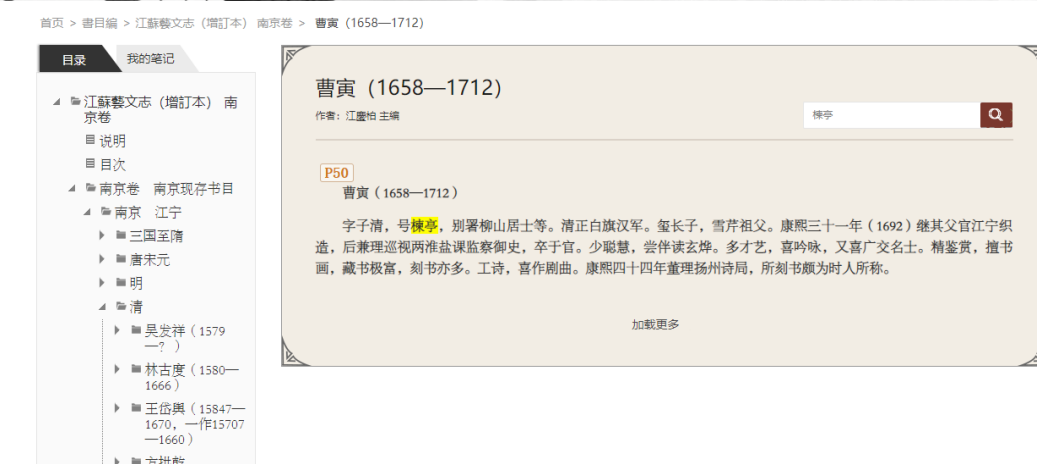 首页 > 書目編 > 江蘇藝文志（增訂本） 南京卷 > 曹寅（1658—1712）
目录
我的笔记
江蘇藝文志（增訂本） 南
京卷
说明
目次
南京卷 南京现存书目
南京 江宁
三国至隋
唐宋元
明
清
吴发祥（1579
—？）
林古度（1580—
1666）
王岱輿（15847—
1670，一作15707
—1660）
方拱乾
曹寅（1658—1712）
作者：江慶柏 主編
楝亭
P50
曹寅（1658—1712）
字子清，号楝亭，别署柳山居士等。清正白旗汉军。玺长子，雪芹祖父。康熙三十一年（1692）继其父官江宁织
造，后兼理巡视两淮盐课监察御史，卒于官。少聪慧，尝伴读玄烨。多才艺，喜吟咏，又喜广交名士。精鉴赏，擅书
画，藏书极富，刻书亦多。工诗，喜作剧曲。康熙四十四年董理扬州诗局，所刻书颇为时人所称。
加载更多